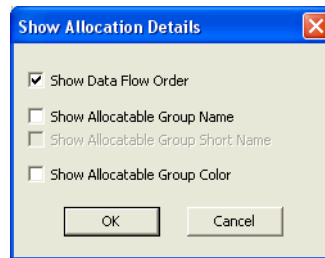 Show Allocation Details
Show Data Flow Order
Show Allocatable Group Name
Show Allocatable Group Short Name
Show Allocatable Group Color
OK
Cancel